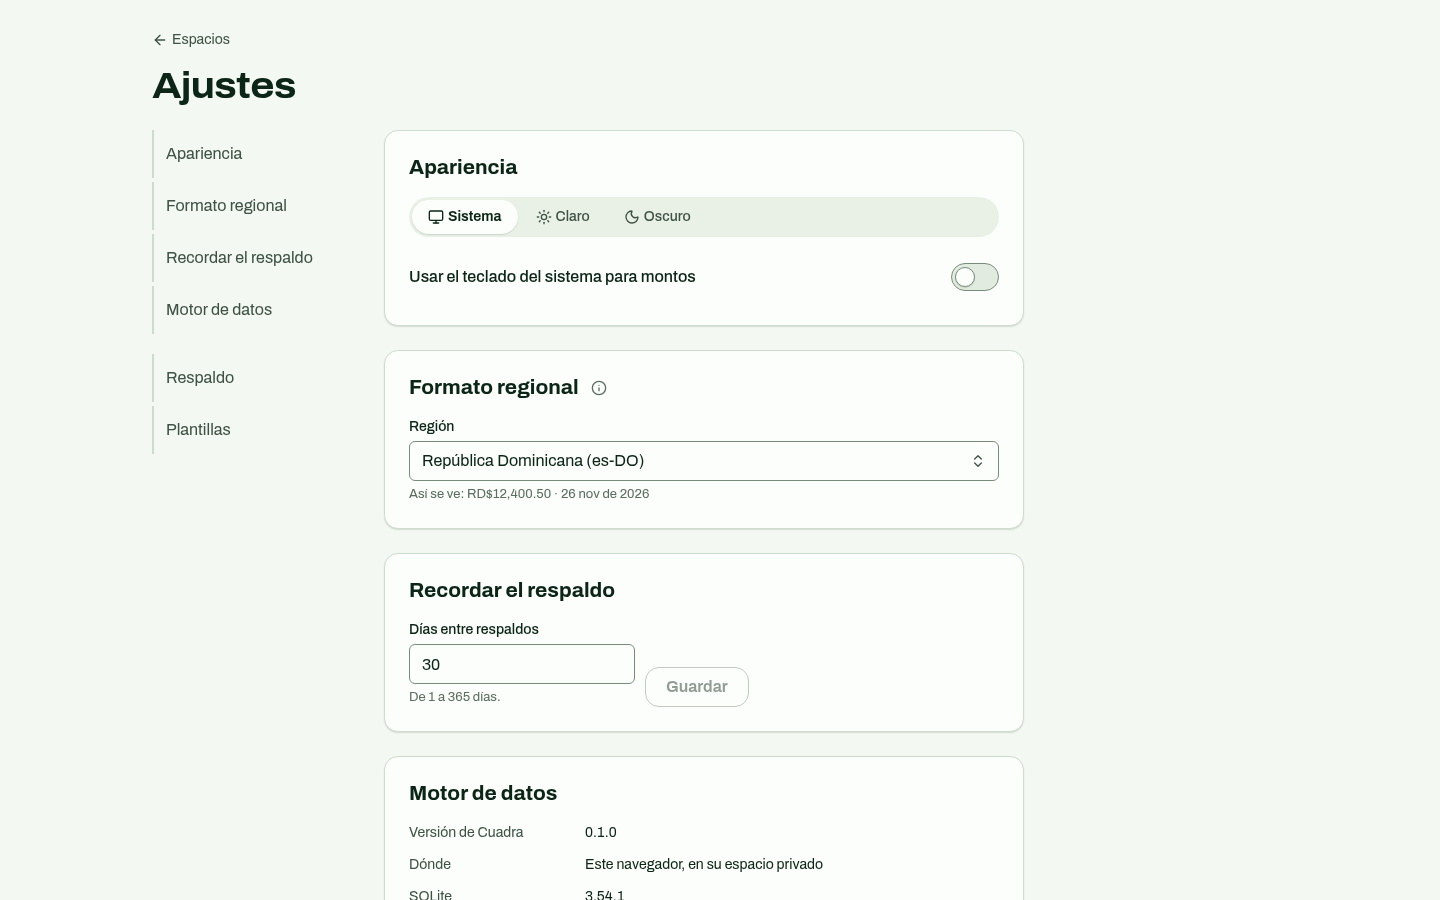 Espacios
Ajustes
Apariencia
Formato regional
Recordar el respaldo
Motor de datos
Respaldo
Plantillas
Apariencia
Sistema Claro Oscuro
Usar el teclado del sistema para montos
Formato regional
Región
República Dominicana (es-DO)
Así se ve: RD$12,400.50 · 26 nov de 2026
Recordar el respaldo
Días entre respaldos
30
Guardar
De 1 a 365 días.
Motor de datos
Versión de Cuadra 0.1.0
Dónde Este navegador, en su espacio privado
SQLite 3.54.1